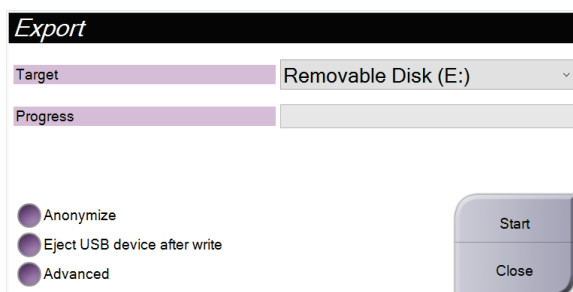 Export
Target
Removable Disk (E:)
Progress
Anonymize
Eject USB device after write
Advanced
Start
Close